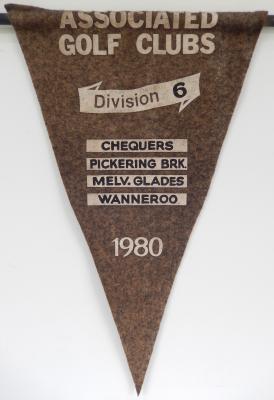 ASSOCIATED
GOLF CLUBS
Division 6
CHEQUERS
PICKERING BRK.
MELV. GLADES
WANNEROO
1980